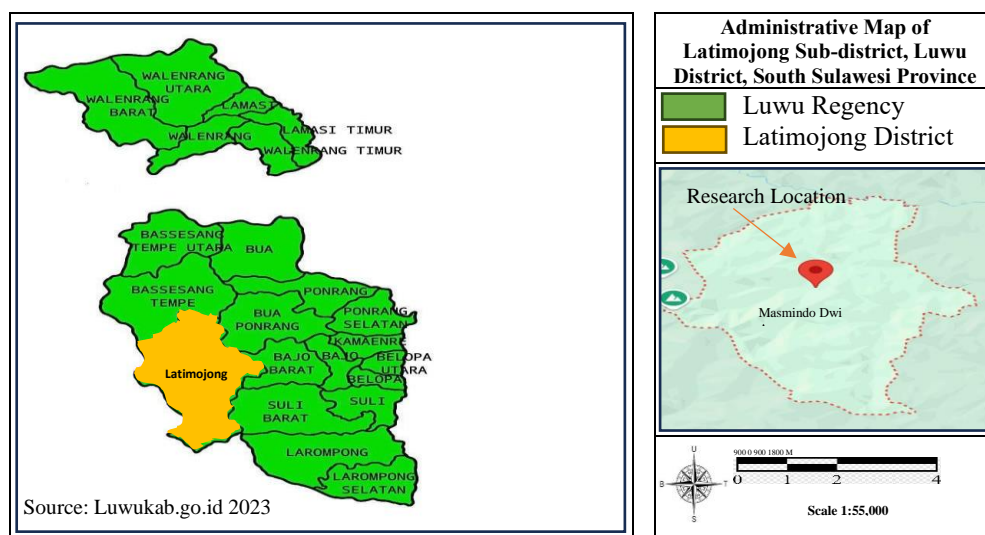 WALENRANG
UTARA
WALENRANG
BARAT
LAMASI
WALENRANG
LAMASI TIMUR
WALENRANG TIMUR
BASSESANG
TEMPE UTARA
BUA
BASSESANG
TEMPE
PONRANG
BUA
PONRANG
PONRANG
SELATAN
KAMAENRE
BAJO
BARAT
BAJO
BELOPA
UTARA
BELOPA
Latimojong
SULI
BARAT
SULI
LAROMPONG
LAROMPONG
SELATAN
Source: Luwukab.go.id 2023
Administrative Map of
Latimojong Sub-district, Luwu
District, South Sulawesi Province
Luwu Regency
Latimojong District
Research Location
Masmindo Dwi
U
B
T
S
900 0 900 1800 M
0 1 2 4
Scale 1:55,000